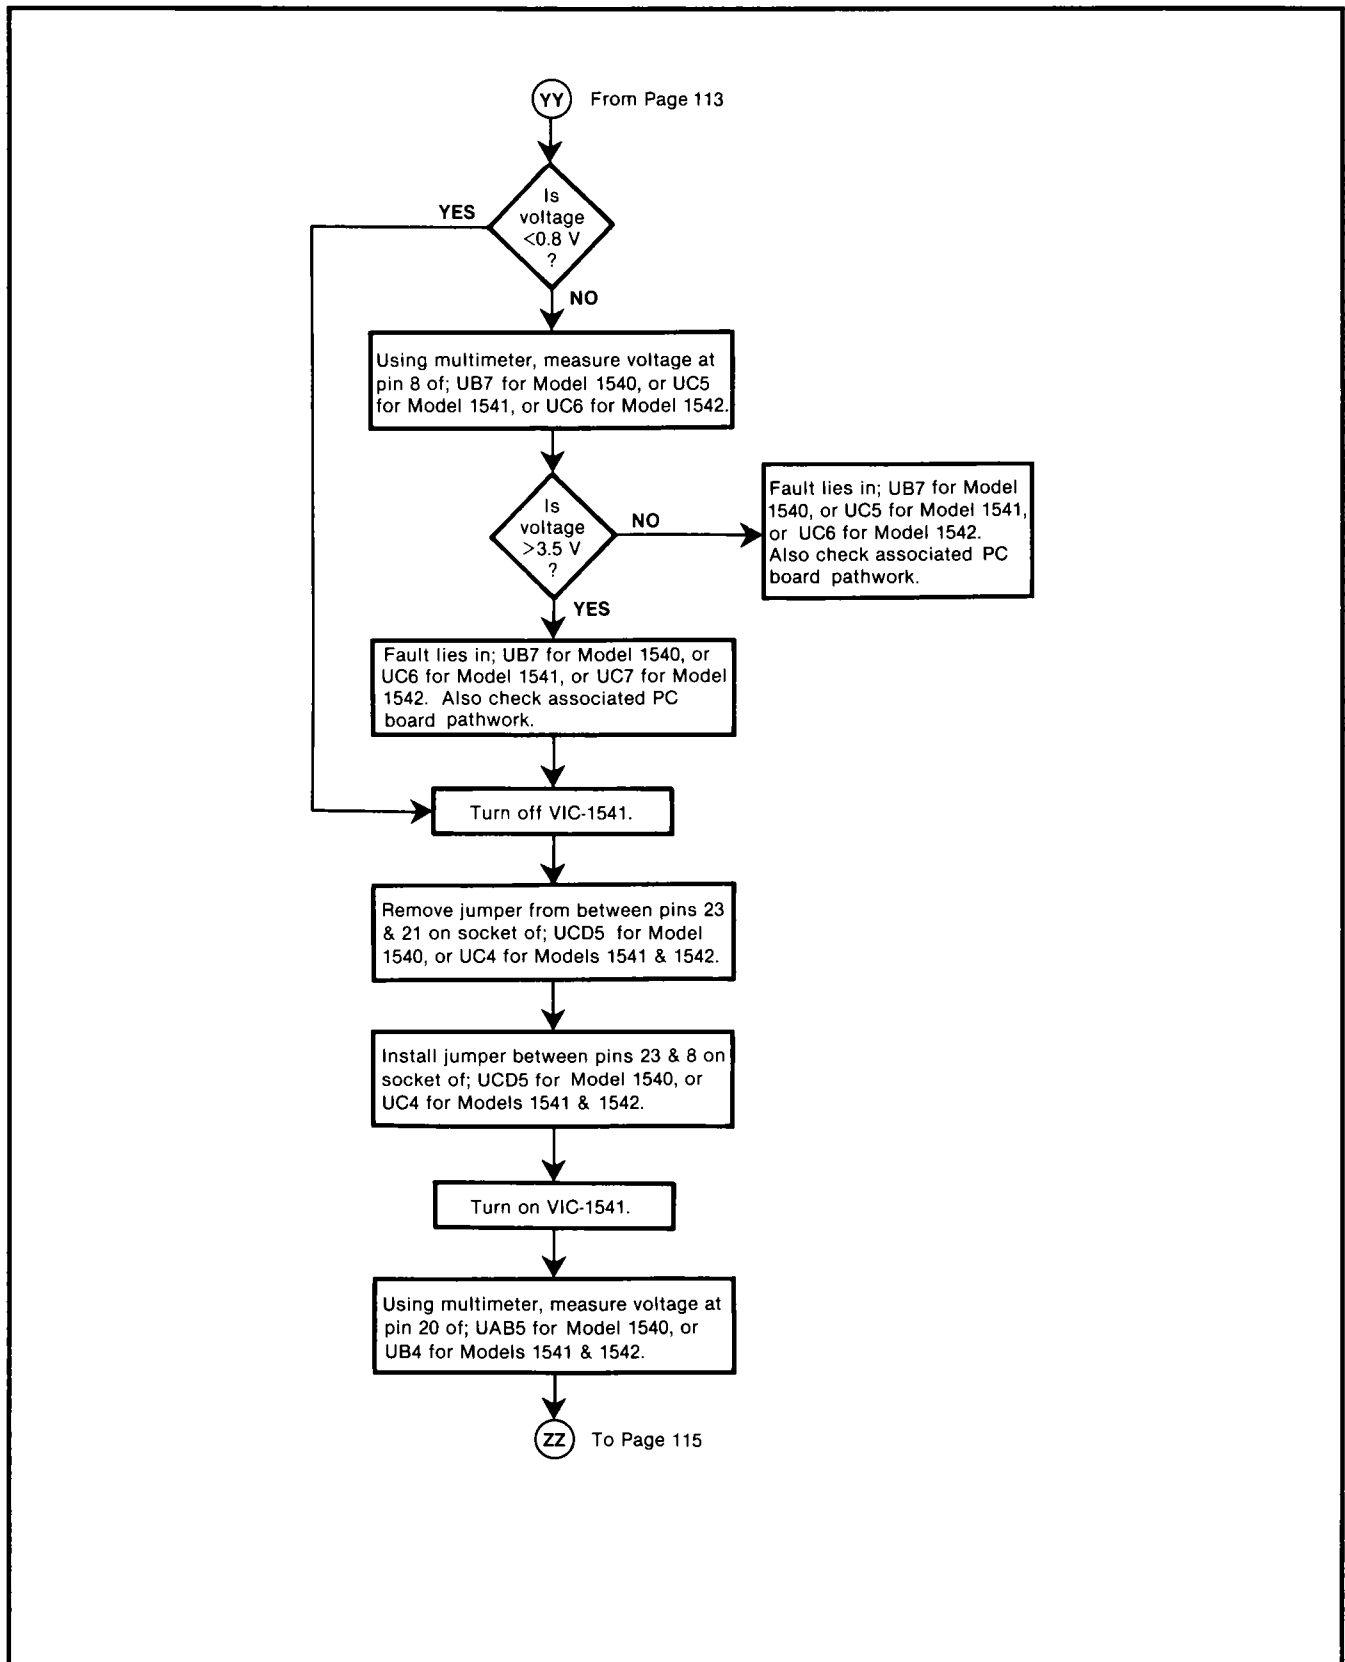 YY From Page 113
Is
voltage
<0.8 V
?
YES
NO
Using multimeter, measure voltage at
pin 8 of; UB7 for Model 1540, or UC5
for Model 1541, or UC6 for Model 1542.
Is
voltage
>3.5 V
?
NO
Fault lies in; UB7 for Model
1540, or UC5 for Model 1541,
or UC6 for Model 1542.
Also check associated PC
board pathwork.
YES
Fault lies in; UB7 for Model 1540, or
UC6 for Model 1541, or UC7 for Model
1542. Also check associated PC
board pathwork.
Turn off VIC-1541.
Remove jumper from between pins 23
& 21 on socket of; UCD5 for Model
1540, or UC4 for Models 1541 & 1542.
Install jumper between pins 23 & 8 on
socket of; UCD5 for Model 1540, or
UC4 for Models 1541 & 1542.
Turn on VIC-1541.
Using multimeter, measure voltage at
pin 20 of; UAB5 for Model 1540, or
UB4 for Models 1541 & 1542.
ZZ To Page 115